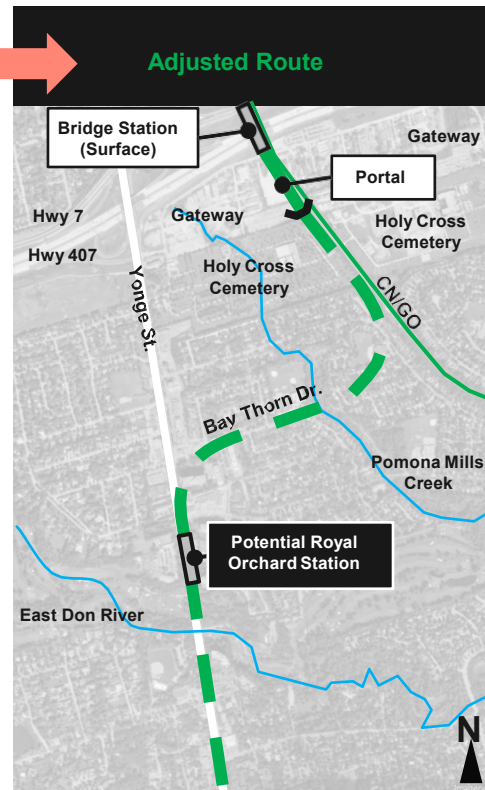 Adjusted Route
Bridge Station
(Surface)
Gateway
Portal
Hwy 7
Gateway
Holy Cross
Cemetery
Hwy 407
Holy Cross
Cemetery
Yonge St.
CN/GO
Bay Thorn Dr.
Pomona Mills
Creek
Potential Royal
Orchard Station
East Don River
N